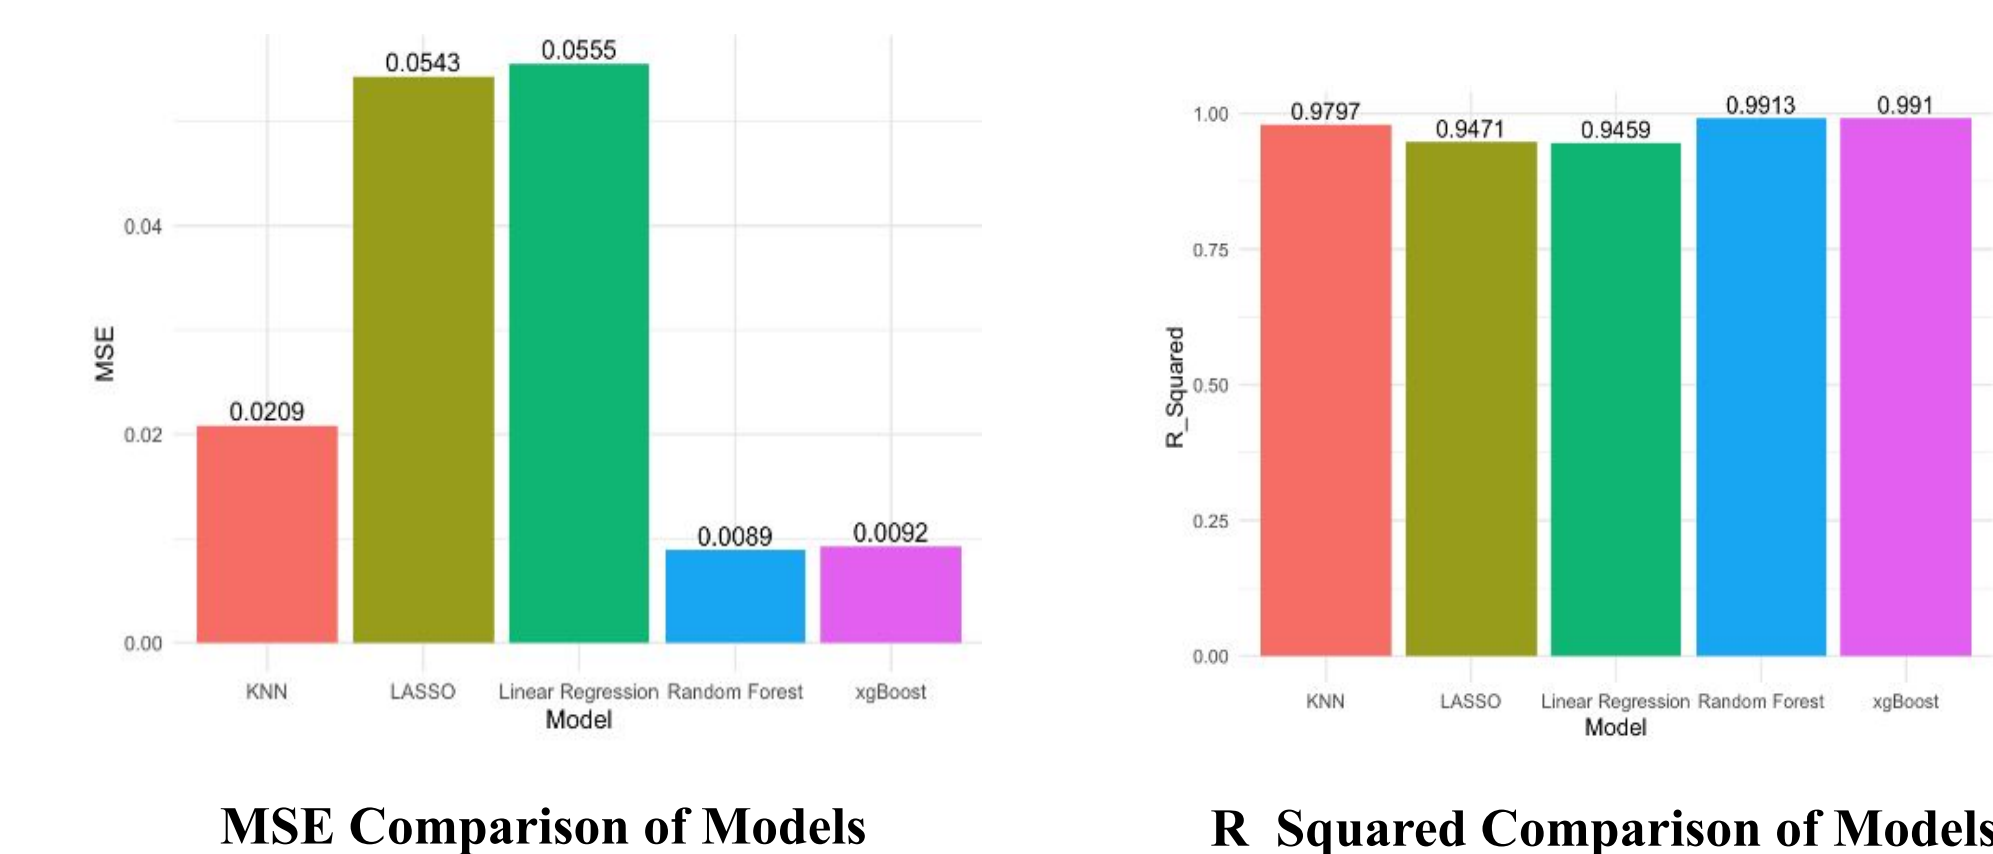 0.0555
0.0543
0.04
MSE
0.0209
0.02
0.0089
0.0092
0.00
KNN
LASSO
Linear Regression
Random Forest
xgBoost
Model
MSE Comparison of Models
1.00
0.9797
0.9471
0.9459
0.9913
0.991
0.75
R_Squared
0.50
0.25
0.00
KNN
LASSO
Linear Regression
Random Forest
xgBoost
Model
R Squared Comparison of Models